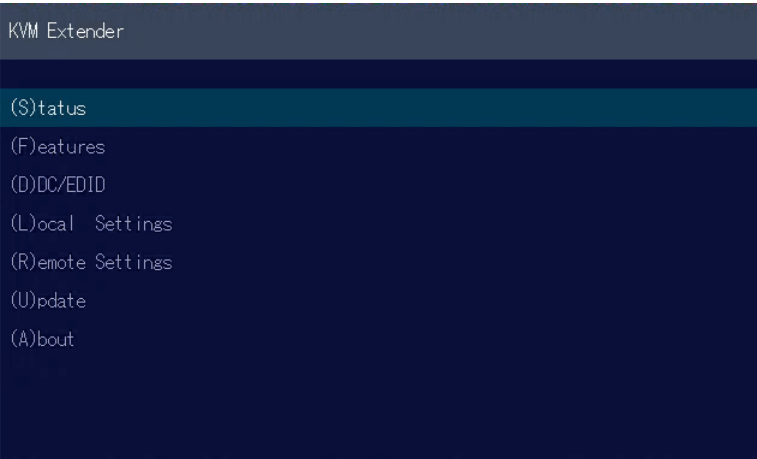 KVM Extender
(S)tatus
(F)eatures
(D)DC/EDID
(L)ocal  Settings
(R)emote Settings
(U)pdate
(A)bout